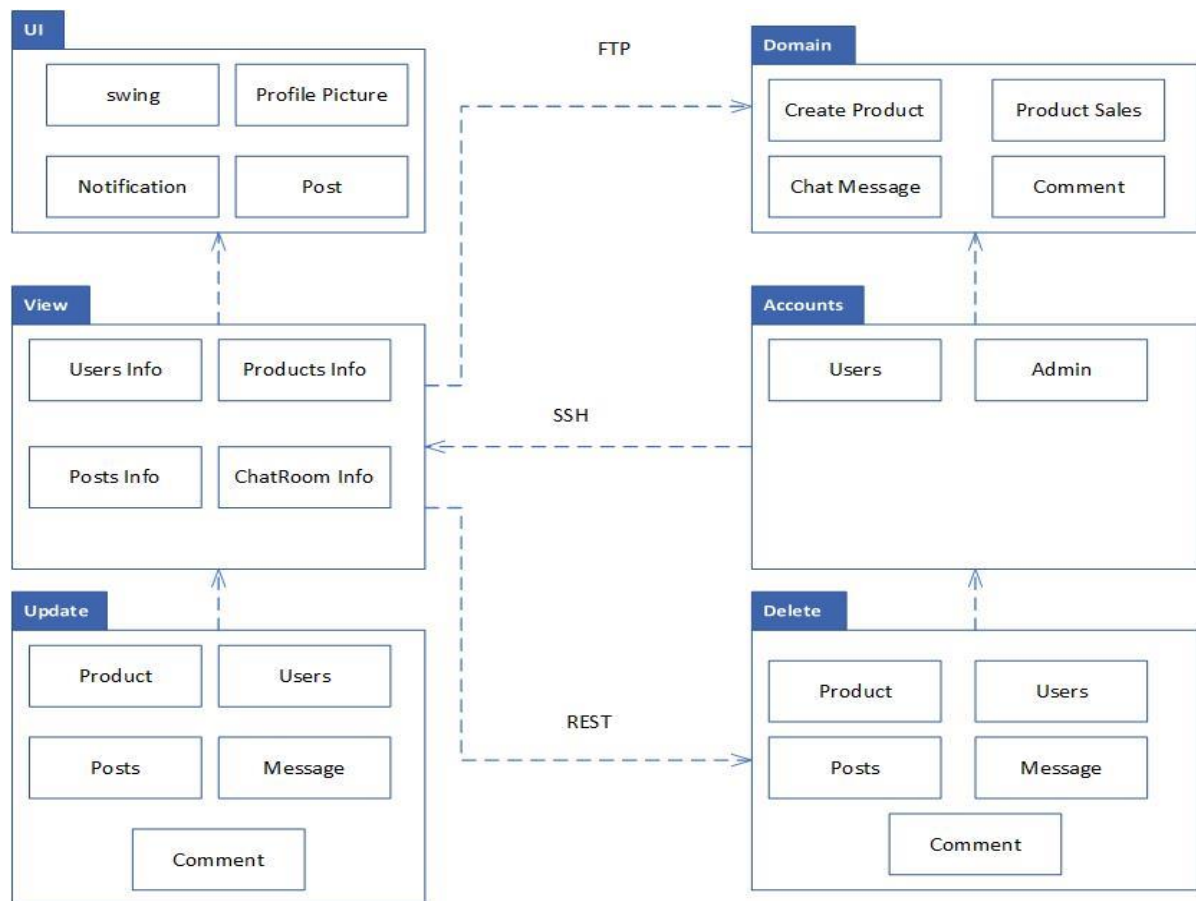 UI
swing
Profile Picture
Notification
Post
FTP
Domain
Create Product
Product Sales
Chat Message
Comment
View
Users Info
Products Info
Posts Info
ChatRoom Info
SSH
Accounts
Users
Admin
Update
Product
Users
Posts
Message
Comment
REST
Delete
Product
Users
Posts
Message
Comment